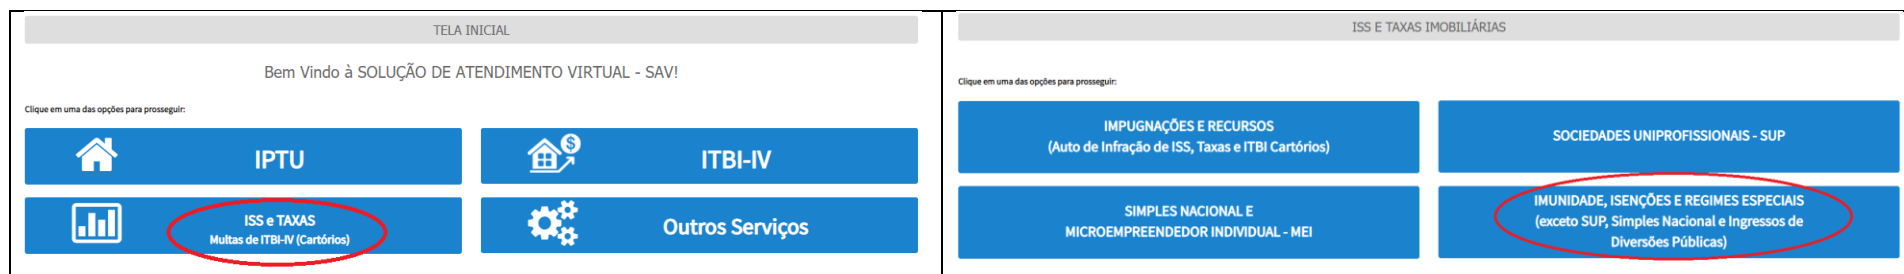 TELA INICIAL
Bem Vindo à SOLUÇÃO DE ATENDIMENTO VIRTUAL - SAV!
Clique em uma das opções para prosseguir:
IPTU
ITBI-IV
ISS e TAXAS
Multas de ITBI-IV (Cartórios)
Outros Serviços
ISS E TAXAS IMOBILIÁRIAS
Clique em uma das opções para prosseguir:
IMPUGNAÇÕES E RECURSOS
(Auto de Infração de ISS, Taxas e ITBI Cartórios)
SOCIEDADES UNIPROFISSIONAIS - SUP
SIMPLES NACIONAL E
MICROEMPREENDEDOR INDIVIDUAL - MEI
IMUNIDADE, ISENÇÕES E REGIMES ESPECIAIS
(exceto SUP, Simples Nacional e Ingressos de
Diversões Públicas)